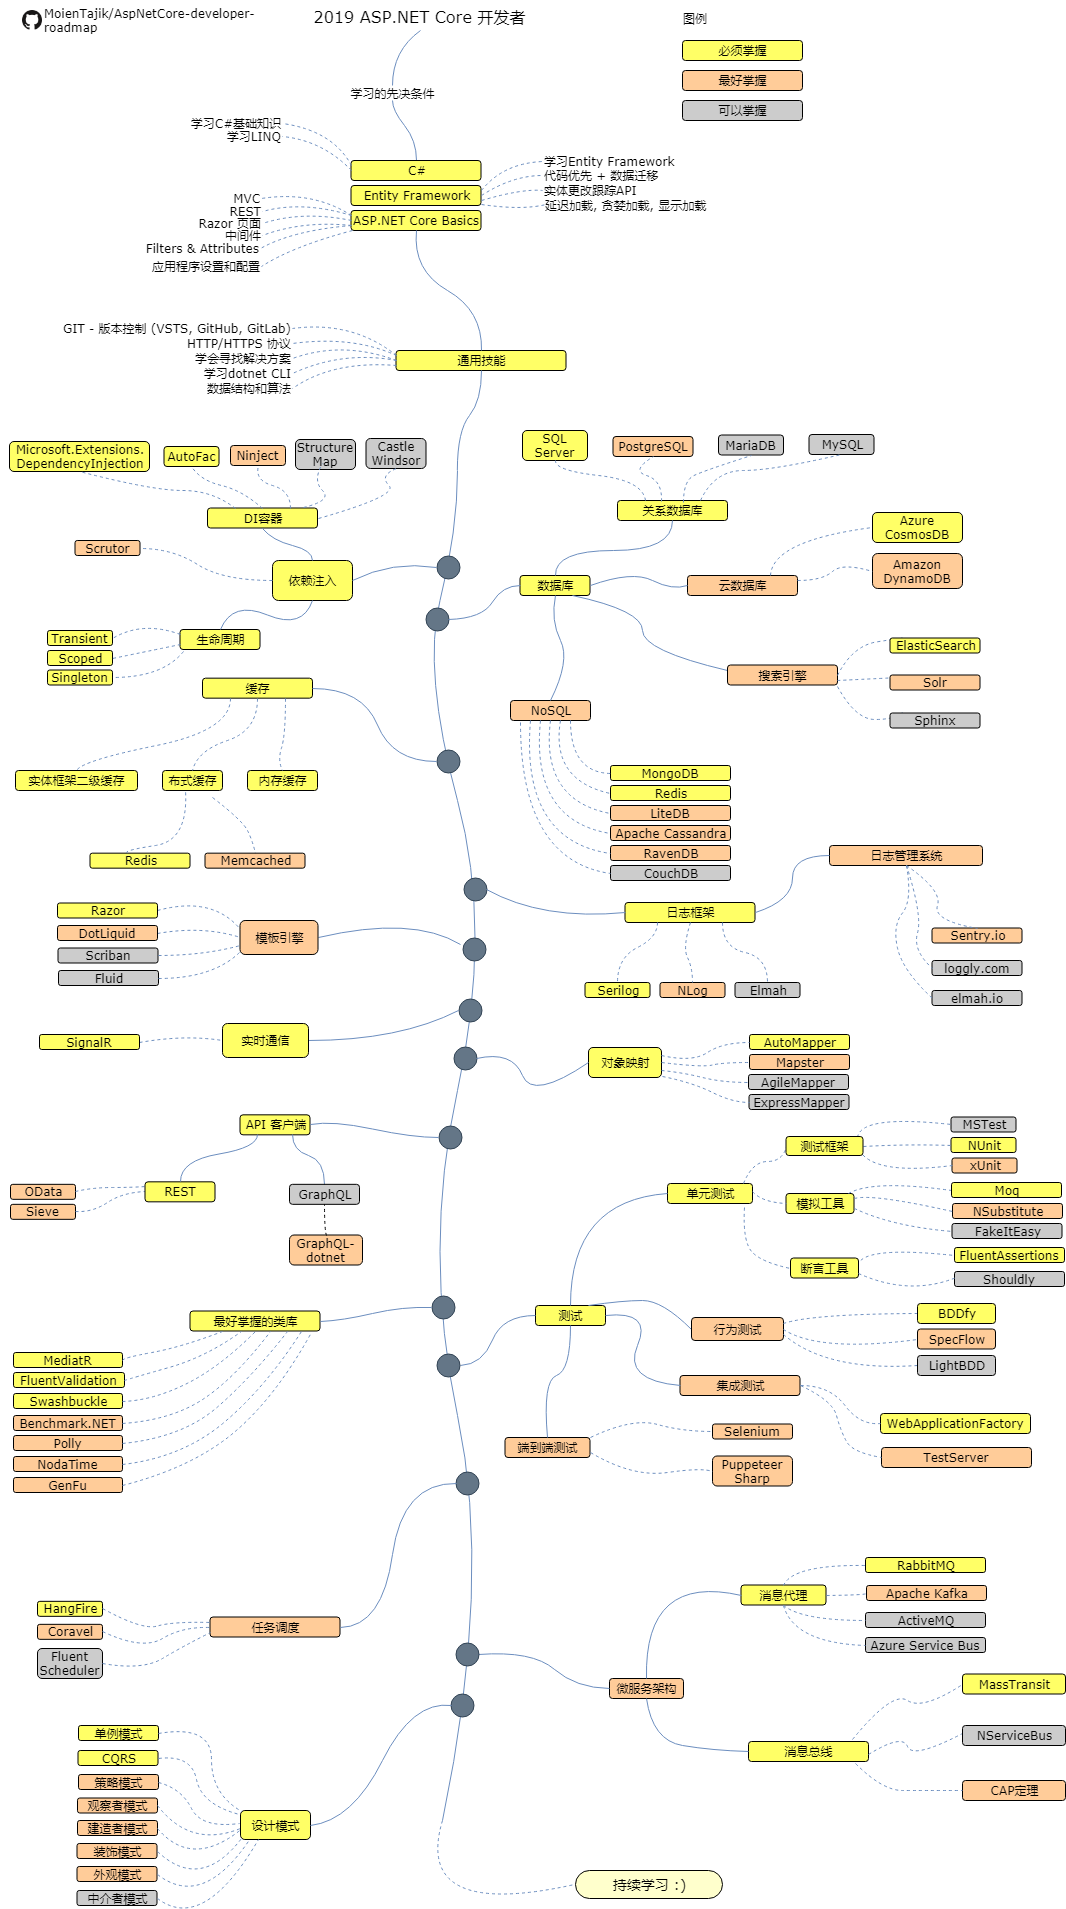 MoienTajik/AspNetCore-developer-
roadmap
2019 ASP.NET Core 开发者
图例
必须掌握
最好掌握
可以掌握
学习的先决条件
学习C#基础知识
学习LINQ
C#
Entity Framework
ASP.NET Core Basics
学习Entity Framework
代码优先 + 数据迁移
实体更改跟踪API
延迟加载, 贪婪加载, 显示加载
MVC
REST
Razor 页面
中间件
Filters & Attributes
应用程序设置和配置
GIT - 版本控制 (VSTS, GitHub, GitLab)
HTTP/HTTPS 协议
学会寻找解决方案
学习dotnet CLI
数据结构和算法
通用技能
Microsoft.Extensions.
DependencyInjection
AutoFac
Ninject
Structure
Map
Castle
Windsor
DI容器
Scrutor
依赖注入
Transient
Scoped
Singleton
生命周期
SQL
Server
PostgreSQL
MariaDB
MySQL
关系数据库
数据库
云数据库
Azure
CosmosDB
Amazon
DynamoDB
搜索引擎
ElasticSearch
Solr
Sphinx
NoSQL
MongoDB
Redis
LiteDB
Apache Cassandra
RavenDB
CouchDB
缓存
实体框架二级缓存
布式缓存
内存缓存
Redis
Memcached
日志框架
日志管理系统
Serilog
NLog
Elmah
Sentry.io
loggly.com
elmah.io
Razor
DotLiquid
Scriban
Fluid
模板引擎
SignalR
实时通信
对象映射
AutoMapper
Mapster
AgileMapper
ExpressMapper
API 客户端
REST
OData
Sieve
GraphQL
GraphQL-
dotnet
测试
单元测试
测试框架
MSTest
NUnit
xUnit
模拟工具
Moq
NSubstitute
FakeItEasy
断言工具
FluentAssertions
Shouldly
行为测试
BDDfy
SpecFlow
LightBDD
集成测试
WebApplicationFactory
TestServer
端到端测试
Selenium
Puppeteer
Sharp
最好掌握的类库
MediatR
FluentValidation
Swashbuckle
Benchmark.NET
Polly
NodaTime
GenFu
HangFire
Coravel
Fluent
Scheduler
任务调度
微服务架构
消息代理
RabbitMQ
Apache Kafka
ActiveMQ
Azure Service Bus
消息总线
MassTransit
NServiceBus
CAP定理
单例模式
CQRS
策略模式
观察者模式
建造者模式
装饰模式
外观模式
中介者模式
设计模式
持续学习 :)